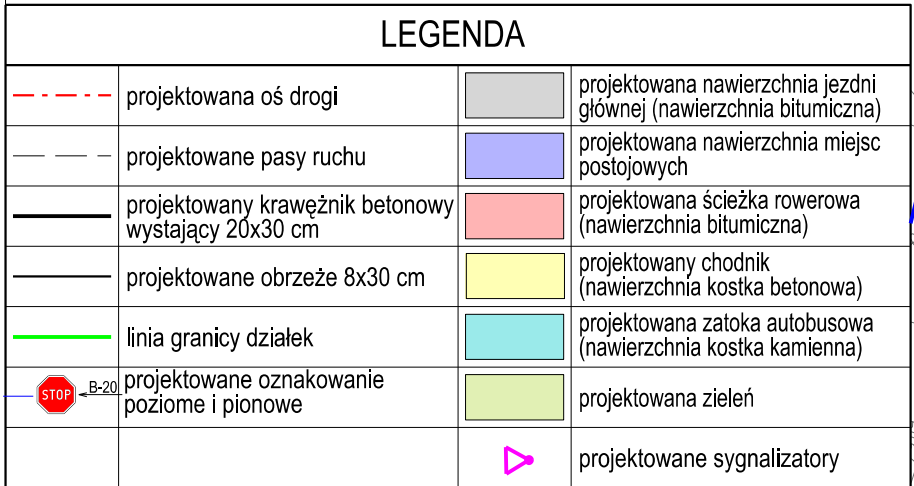 LEGENDA
projektowana oś drogi
projektowana nawierzchnia jezdni
głównej (nawierzchnia bitumiczna)
projektowane pasy ruchu
projektowana nawierzchnia miejsc
postojowych
projektowany krawężnik betonowy
wystający 20x30 cm
projektowana ścieżka rowerowa
(nawierzchnia bitumiczna)
projektowane obrzeże 8x30 cm
projektowany chodnik
(nawierzchnia kostka betonowa)
linia granicy działek
projektowana zatoka autobusowa
(nawierzchnia kostka kamienna)
STOP
B-20
projektowane oznakowanie
poziome i pionowe
projektowana zieleń
projektowane sygnalizatory